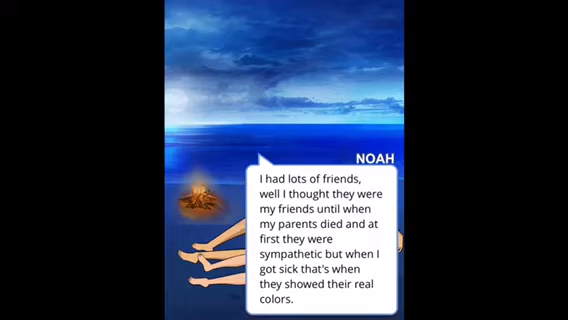 NOAH
I had lots of friends,
well I thought they were
my friends until when
my parents died and at
first they were
sympathetic but when I
got sick that's when
they showed their real
colors.